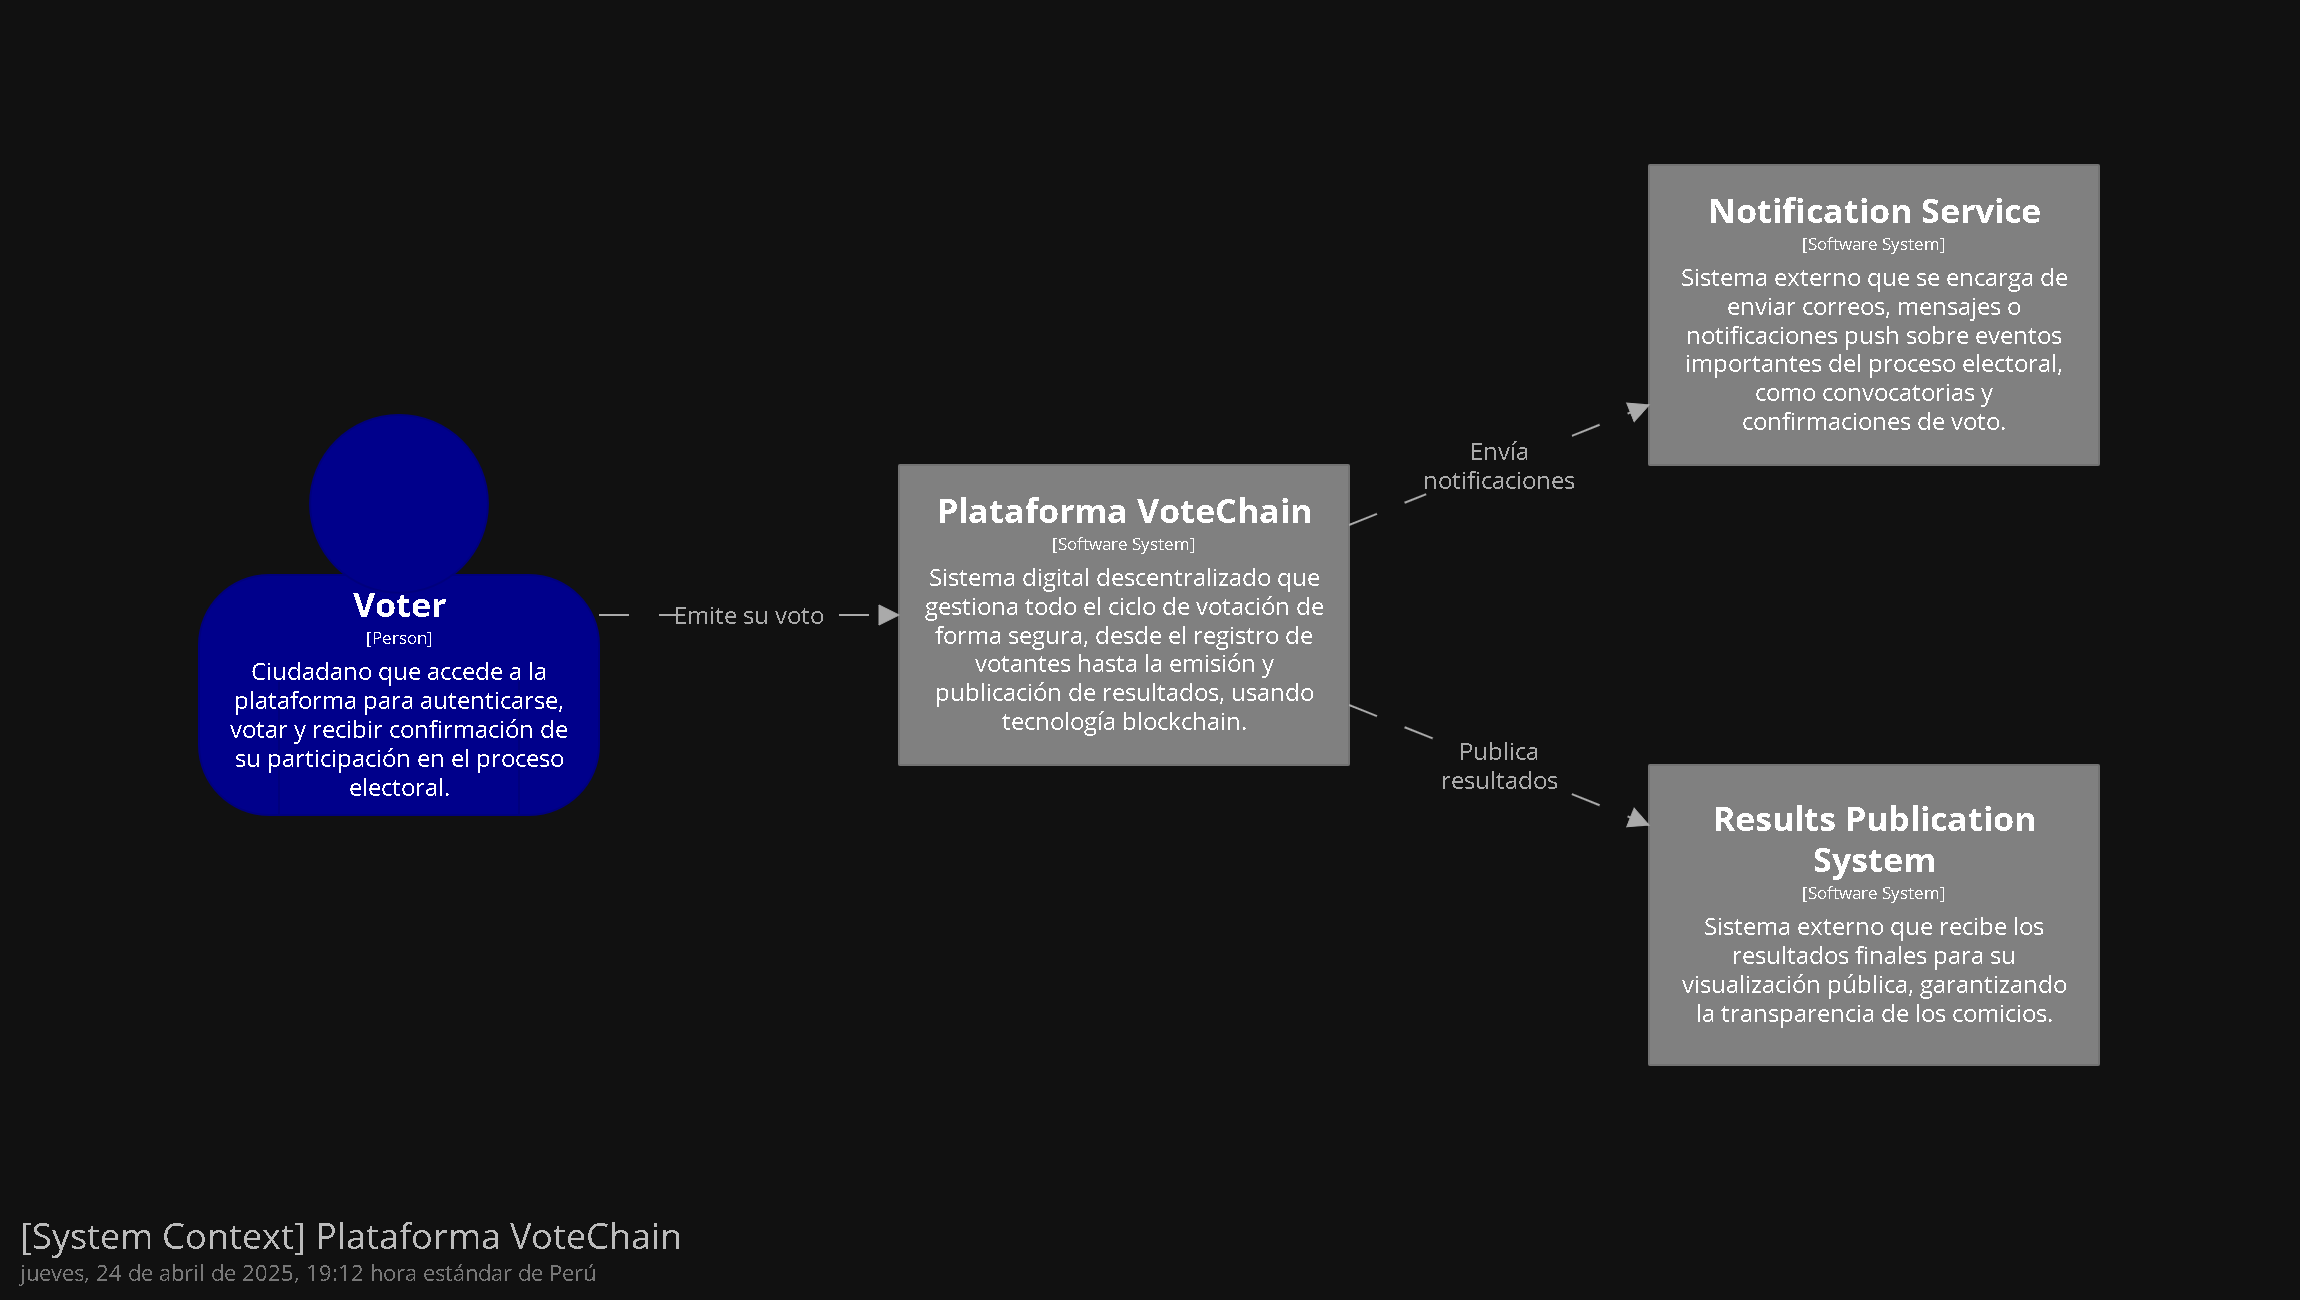 Voter
[Person]
Ciudadano que accede a la
plataforma para autenticarse,
votar y recibir confirmación de
su participación en el proceso
electoral.
Emite su voto
Plataforma VoteChain
[Software System]
Sistema digital descentralizado que
gestiona todo el ciclo de votación de
forma segura, desde el registro de
votantes hasta la emisión y
publicación de resultados, usando
tecnología blockchain.
Envía
notificaciones
Notification Service
[Software System]
Sistema externo que se encarga de
enviar correos, mensajes o
notificaciones push sobre eventos
importantes del proceso electoral,
como convocatorias y
confirmaciones de voto.
Publica
resultados
Results Publication
System
[Software System]
Sistema externo que recibe los
resultados finales para su
visualización pública, garantizando
la transparencia de los comicios.
[System Context] Plataforma VoteChain
jueves, 24 de abril de 2025, 19:12 hora estándar de Perú